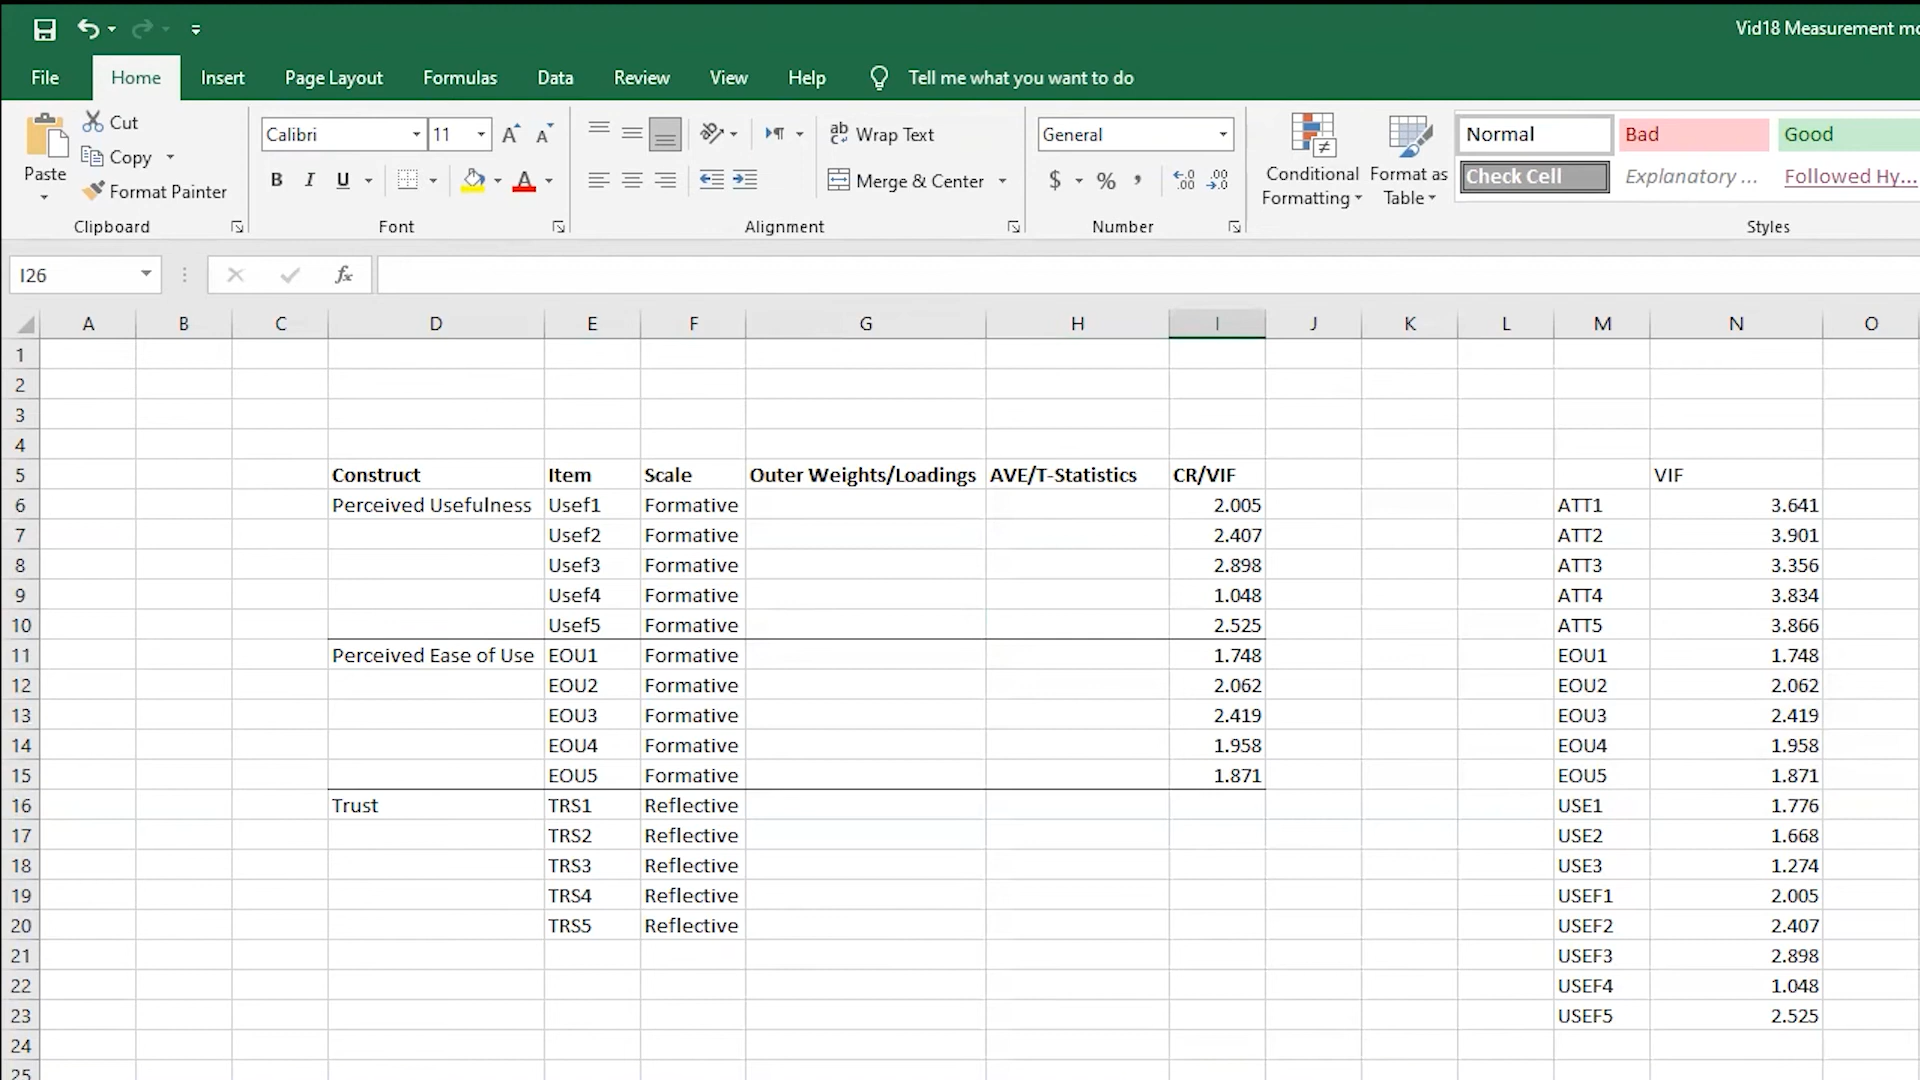 Vid18 Measurement mo
File Home Insert Page Layout Formulas Data Review View Help Tell me what you want to do
Paste
Cut
Copy
Format Painter
Clipboard
Calibri 11
B I U A
Font
Wrap Text
Merge & Center
Alignment
General
$ % , .00 .00
Number
Conditional Formatting
Format as Table
Normal Bad Good
Check Cell Explanatory ... Followed Hy...
Styles
I26 fx
A B C D E F G H I J K L M N O
1
2
3
4
5 Construct Item Scale Outer Weights/Loadings AVE/T-Statistics CR/VIF VIF
6 Perceived Usefulness Usef1 Formative 2.005 ATT1 3.641
7 Usef2 Formative 2.407 ATT2 3.901
8 Usef3 Formative 2.898 ATT3 3.356
9 Usef4 Formative 1.048 ATT4 3.834
10 Usef5 Formative 2.525 ATT5 3.866
11 Perceived Ease of Use EOU1 Formative 1.748 EOU1 1.748
12 EOU2 Formative 2.062 EOU2 2.062
13 EOU3 Formative 2.419 EOU3 2.419
14 EOU4 Formative 1.958 EOU4 1.958
15 EOU5 Formative 1.871 EOU5 1.871
16 Trust TRS1 Reflective USE1 1.776
17 TRS2 Reflective USE2 1.668
18 TRS3 Reflective USE3 1.274
19 TRS4 Reflective USEF1 2.005
20 TRS5 Reflective USEF2 2.407
21 USEF3 2.898
22 USEF4 1.048
23 USEF5 2.525
24
25